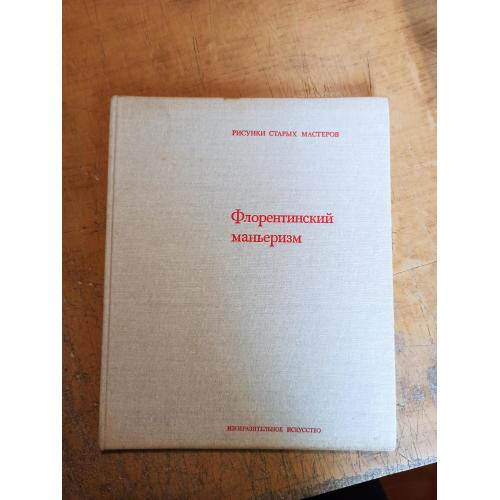 РИСУНКИ СТАРЫХ МАСТЕРОВ
Флорентинский
маньеризм
ИЗОБРАЗИТЕЛЬНОЕ ИСКУССТВО